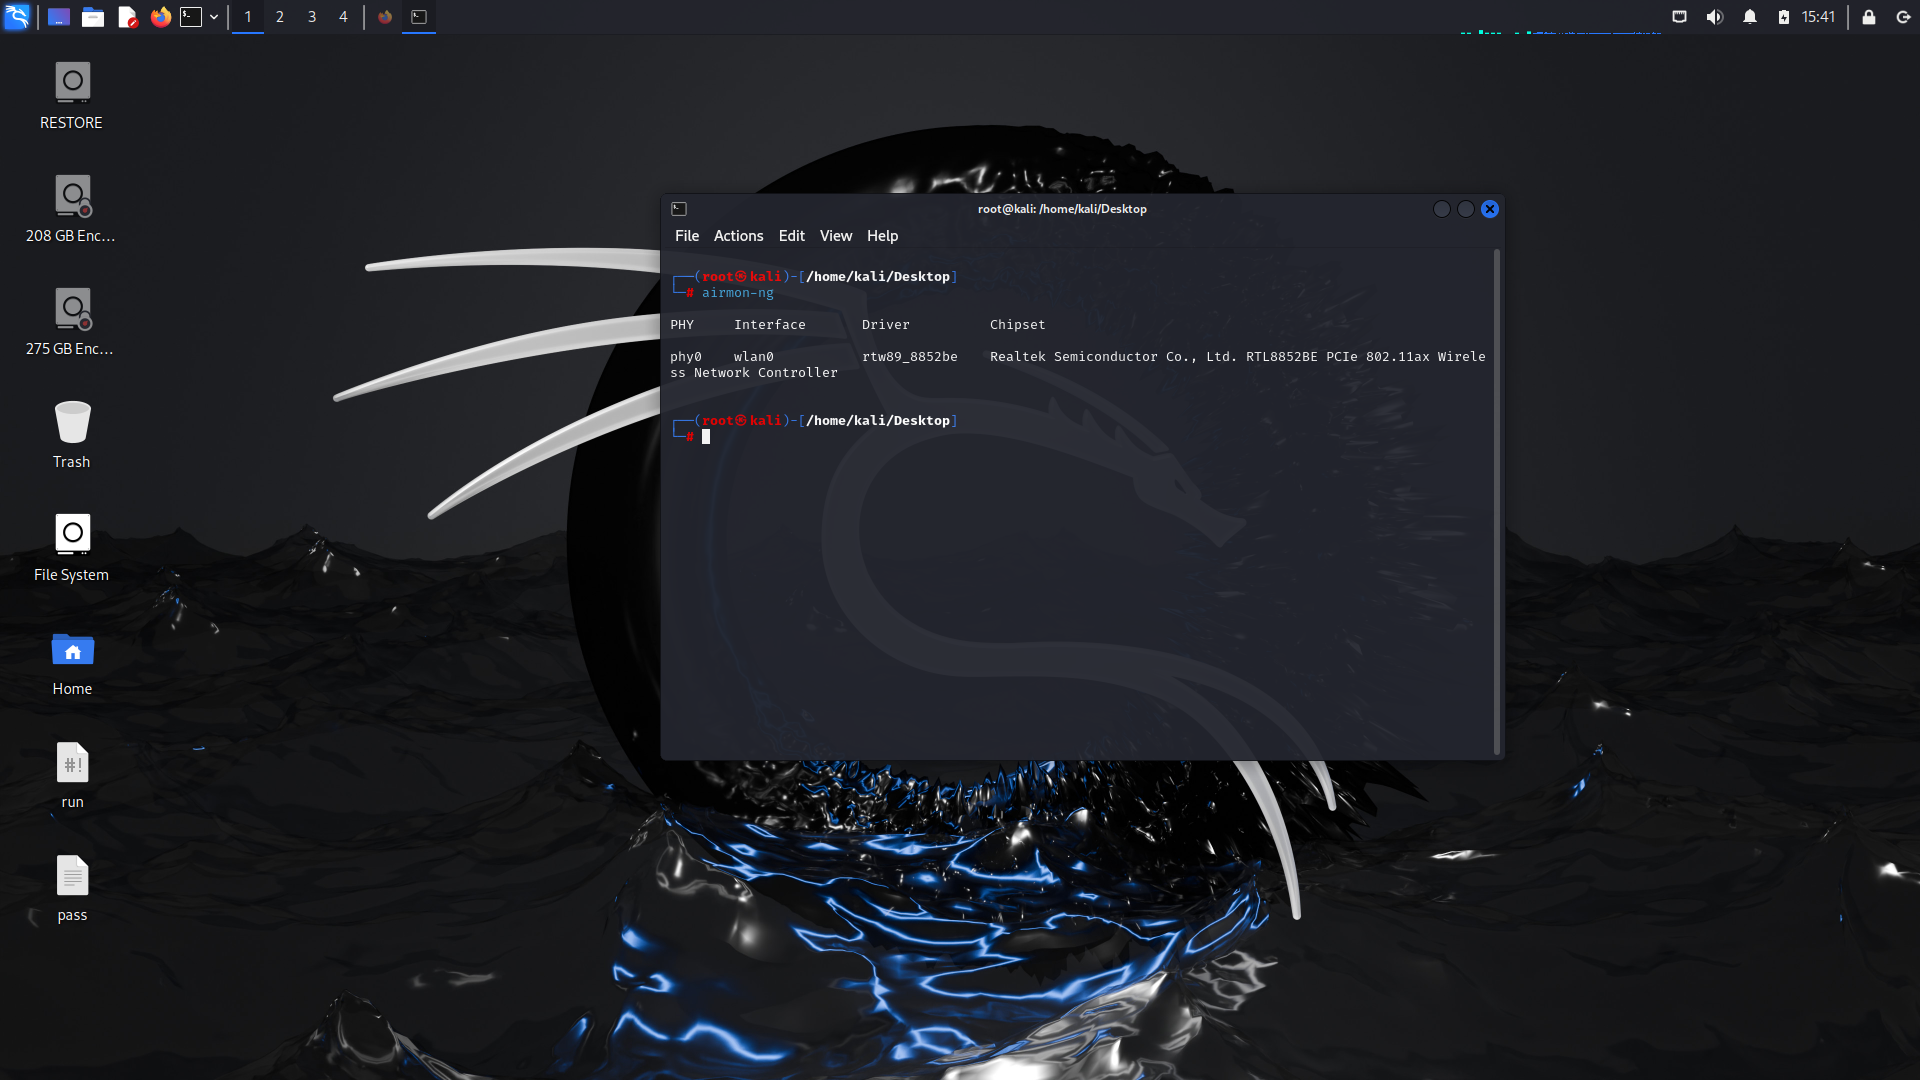 1 2 3 4
15:41
RESTORE
208 GB Enc...
275 GB Enc...
Trash
File System
Home
#!
run
pass
root@kali: /home/kali/Desktop
File Actions Edit View Help
┌──(root㉿kali)-[/home/kali/Desktop]
└─# airmon-ng
PHY Interface Driver Chipset
phy0 wlan0 rtw89_8852be Realtek Semiconductor Co., Ltd. RTL8852BE PCIe 802.11ax Wirele
ss Network Controller
┌──(root㉿kali)-[/home/kali/Desktop]
└─#